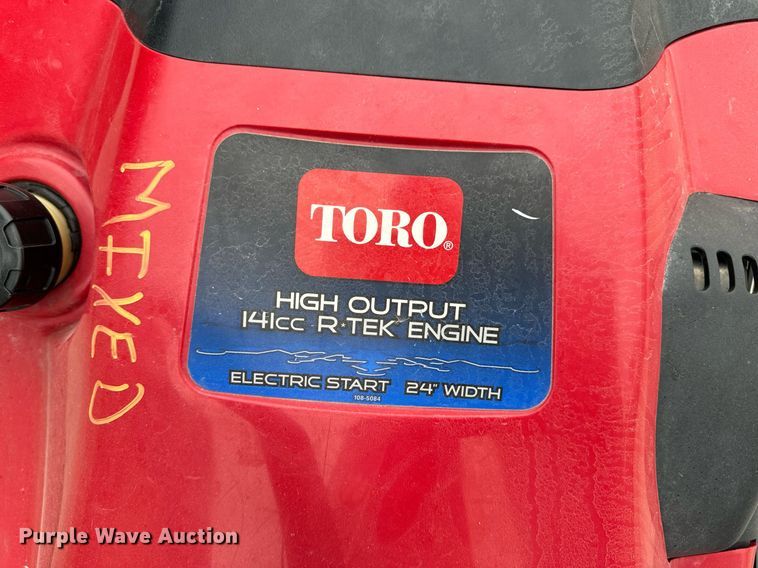 MIXED
TORO®
HIGH OUTPUT
141CC R*TEK ENGINE
ELECTRIC START 24" WIDTH
108-5084
Purple Wave Auction